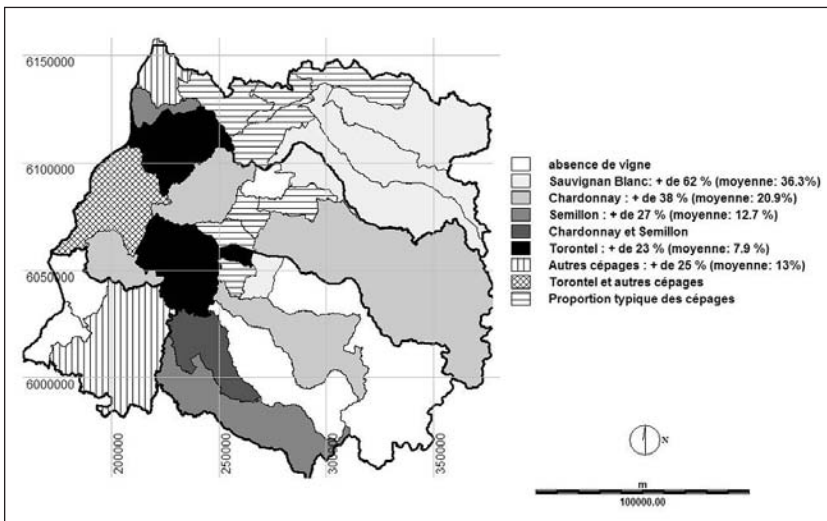 6150000
6100000
6050000
6000000
200000
250000
300000
350000
absence de vigne
Sauvignan Blanc: + de 62 % (moyenne: 36.3%)
Chardonnay : + de 38 % (moyenne: 20.9%)
Semillon : + de 27 % (moyenne: 12.7 %)
Chardonnay et Semillon
Torontel : + de 23 % (moyenne: 7.9 %)
Autres cépages : + de 25 % (moyenne: 13%)
Torontel et autres cépages
Proportion typique des cépages
N
m
100000.00